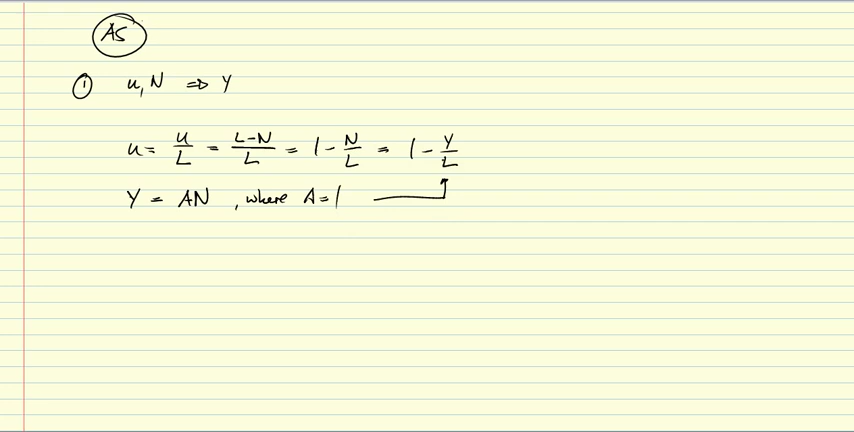 AS
① u, N ⇒ Y
u = U/L = (L-N)/L = 1 - N/L = 1 - Y/L
Y = AN , where A = 1